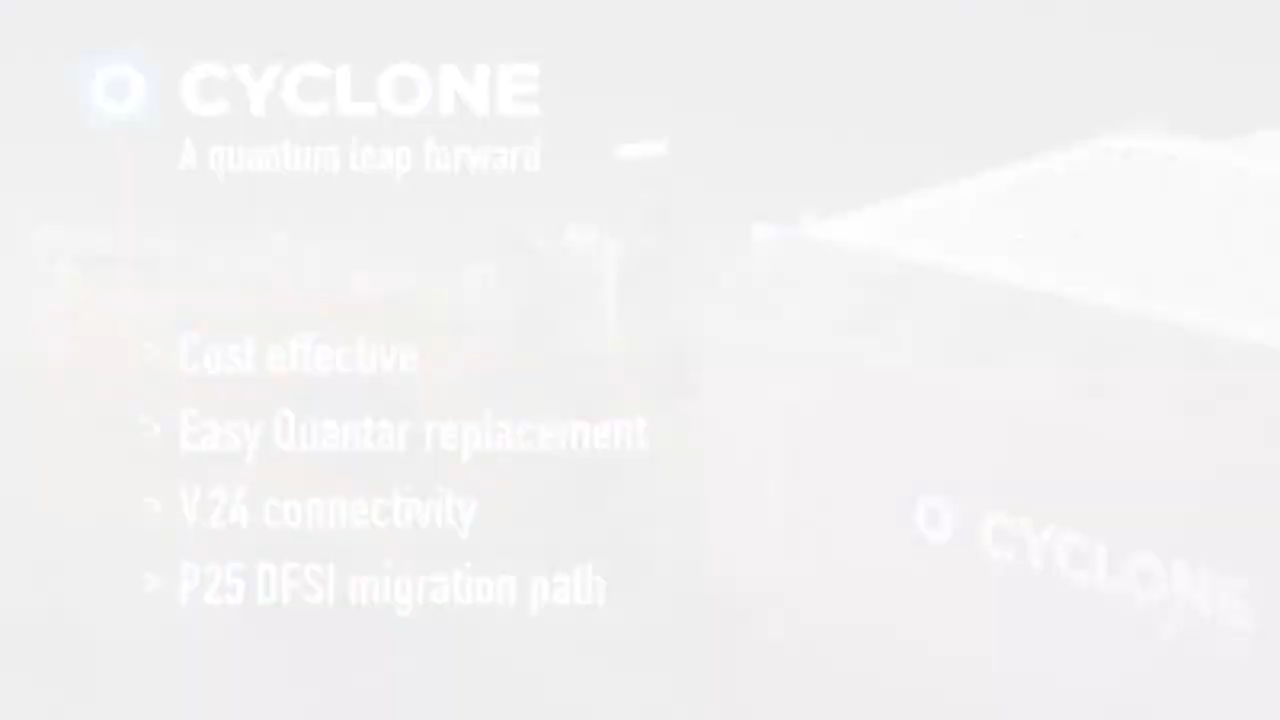 CYCLONE
A quantum leap forward
> Cost effective
> Easy Quantar replacement
> V.24 connectivity
> P25 DFSI migration path
CYCLONE